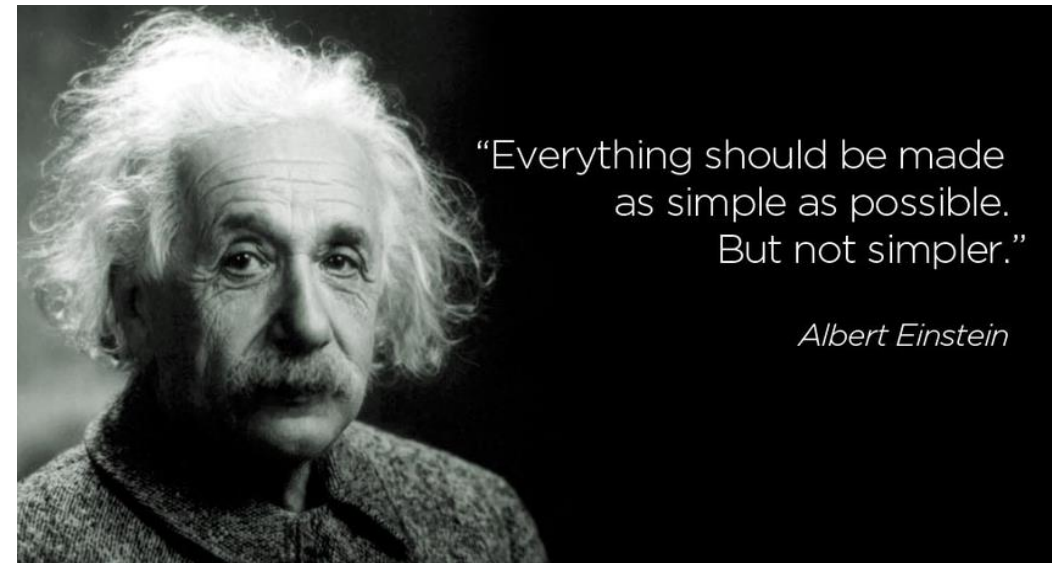 “Everything should be made
as simple as possible.
But not simpler.”
Albert Einstein